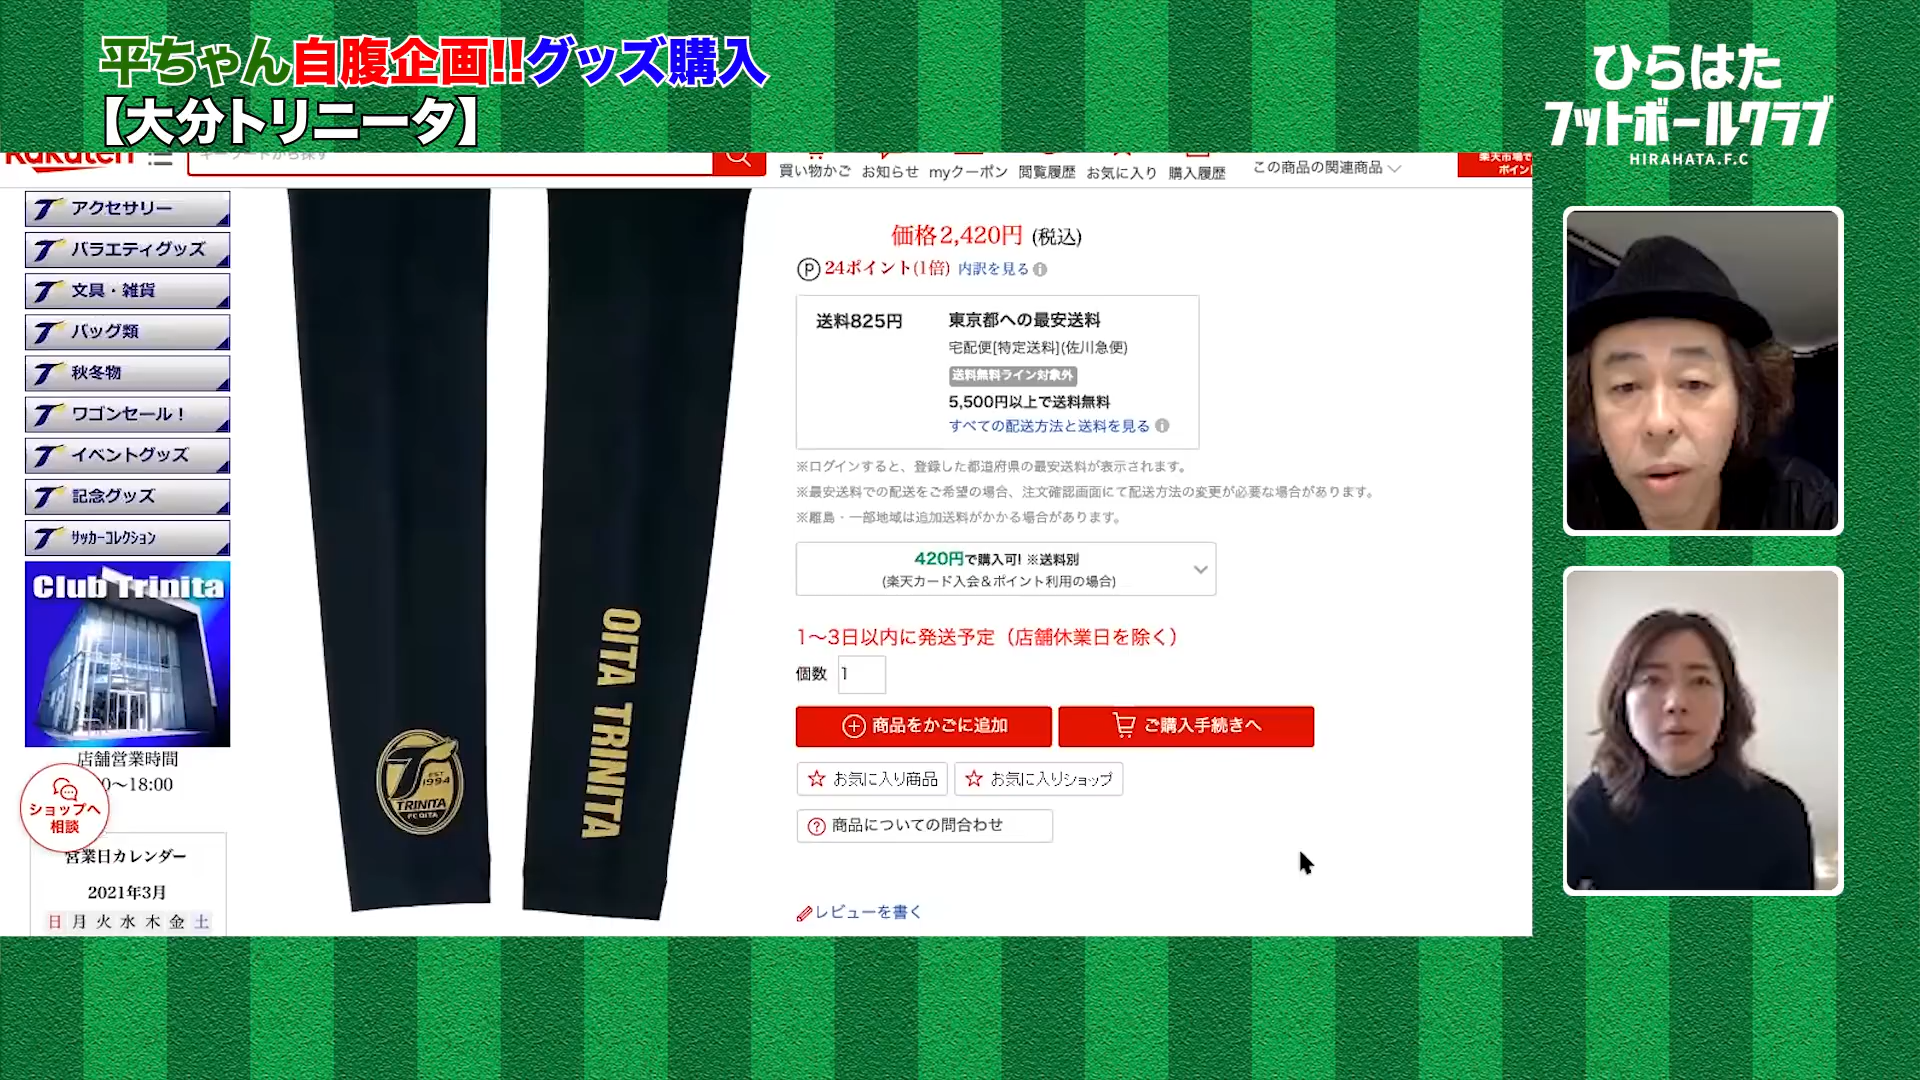 平ちゃん自腹企画!!グッズ購入
【大分トリニータ】
ひらはた
フットボールクラブ
HIRAHATA.F.C
Rakuten
キーワードから探す
買い物かご お知らせ myクーポン 閲覧履歴 お気に入り 購入履歴
この商品の関連商品
楽天市場で
ポイン
アクセサリー
バラエティグッズ
文具・雑貨
バッグ類
秋冬物
ワゴンセール！
イベントグッズ
記念グッズ
サッカーコレクション
Club Trinita
店舗営業時間
0〜18:00
ショップへ
相談
営業日カレンダー
2021年3月
日 月 火 水 木 金 土
EST
1994
TRINITA
FC OITA
OITA TRINITA
価格2,420円 (税込)
P 24ポイント(1倍) 内訳を見る
送料825円
東京都への最安送料
宅配便[特定送料](佐川急便)
送料無料ライン対象外
5,500円以上で送料無料
すべての配送方法と送料を見る
※ログインすると、登録した都道府県の最安送料が表示されます。
※最安送料での配送をご希望の場合、注文確認画面にて配送方法の変更が必要な場合があります。
※離島・一部地域は追加送料がかかる場合があります。
420円で購入可! ※送料別
(楽天カード入会＆ポイント利用の場合)
1〜3日以内に発送予定（店舗休業日を除く）
個数 1
商品をかごに追加
ご購入手続きへ
お気に入り商品
お気に入りショップ
商品についての問合わせ
レビューを書く